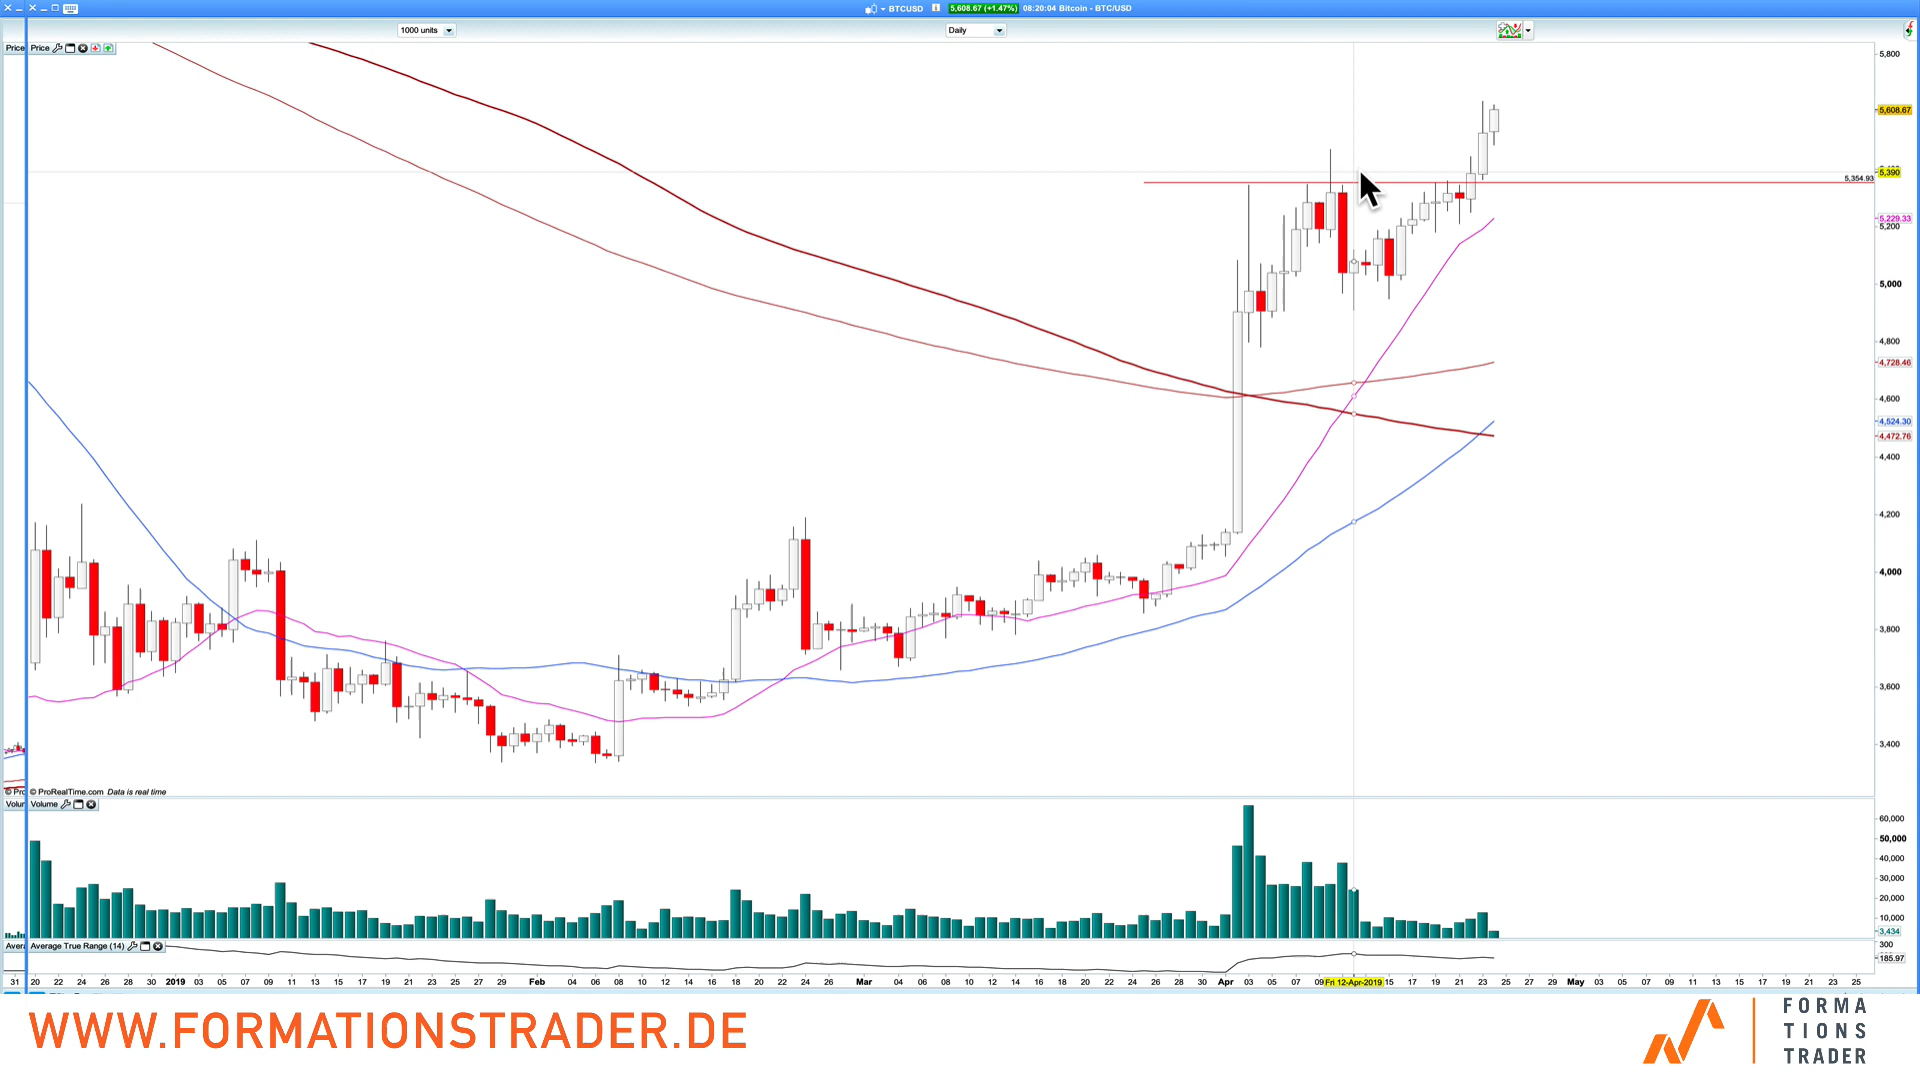 BTCUSD 5,608.67 (+1.47%) 08:20:04 Bitcoin - BTC/USD
1000 units Daily
Price Price
5,800
5,608.67
5,390
5,354.93
5,229.33
5,200
5,000
4,800
4,728.46
4,600
4,524.30
4,472.76
4,400
4,200
4,000
3,800
3,600
3,400
© Pro © ProRealTime.com Data is real time
Volur Volume
60,000
50,000
40,000
30,000
20,000
10,000
3,434
Avera Average True Range (14)
300
185.97
31 20 22 24 26 28 30 2019 03 05 07 09 11 13 15 17 19 21 23 25 27 29 Feb 04 06 08 10 12 14 16 18 20 22 24 26 Mar 04 06 08 10 12 14 16 18 20 22 24 26 28 30 Apr 03 05 07 09 Fri 12-Apr-2019 15 17 19 21 23 25 27 29 May 03 05 07 09 11 13 15 17 19 21 23 25
WWW.FORMATIONSTRADER.DE
FORMA
TIONS
TRADER